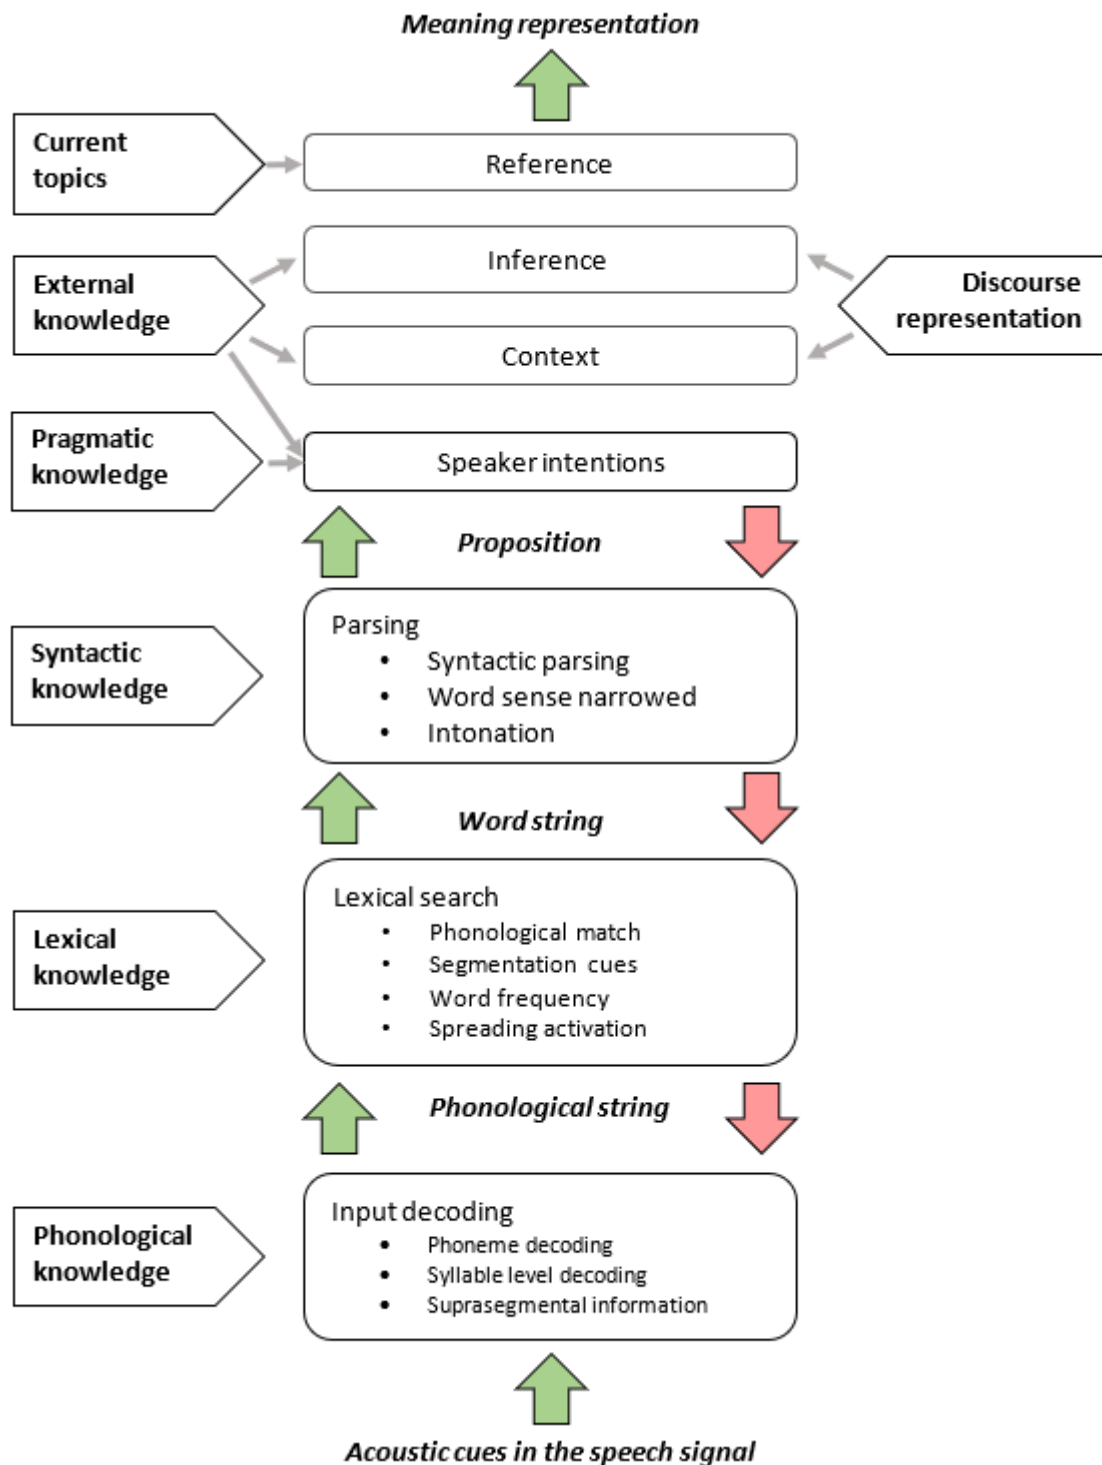 Meaning representation
Current
topics
Reference
External
knowledge
Inference
Discourse
representation
Context
Pragmatic
knowledge
Speaker intentions
Proposition
Syntactic
knowledge
Parsing
• Syntactic parsing
• Word sense narrowed
• Intonation
Word string
Lexical
knowledge
Lexical search
• Phonological match
• Segmentation cues
• Word frequency
• Spreading activation
Phonological string
Phonological
knowledge
Input decoding
• Phoneme decoding
• Syllable level decoding
• Suprasegmental information
Acoustic cues in the speech signal